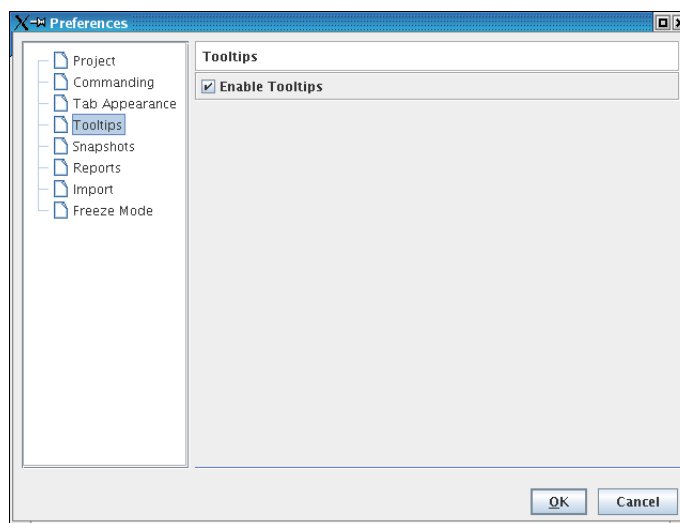 Preferences
Project
Commanding
Tab Appearance
Tooltips
Snapshots
Reports
Import
Freeze Mode
Tooltips
Enable Tooltips
OK
Cancel